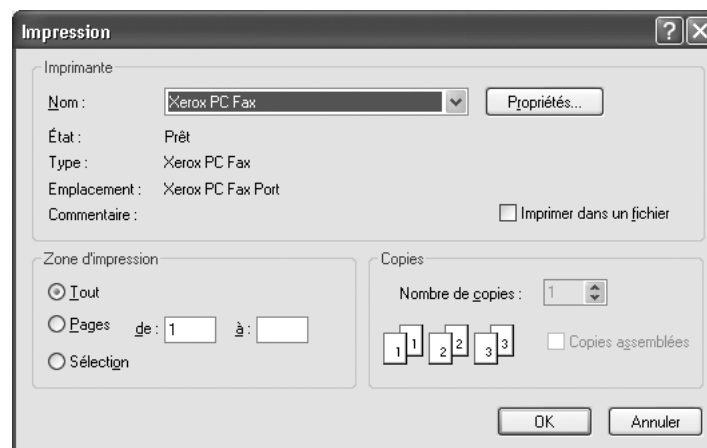 Impression
Imprimante
Nom : Xerox PC Fax Propriétés...
État : Prêt
Type : Xerox PC Fax
Emplacement : Xerox PC Fax Port
Commentaire : Imprimer dans un fichier
Zone d'impression
Tout
Pages de : 1 à :
Sélection
Copies
Nombre de copies : 1
1 1 2 2 3 3 Copies assemblées
OK Annuler